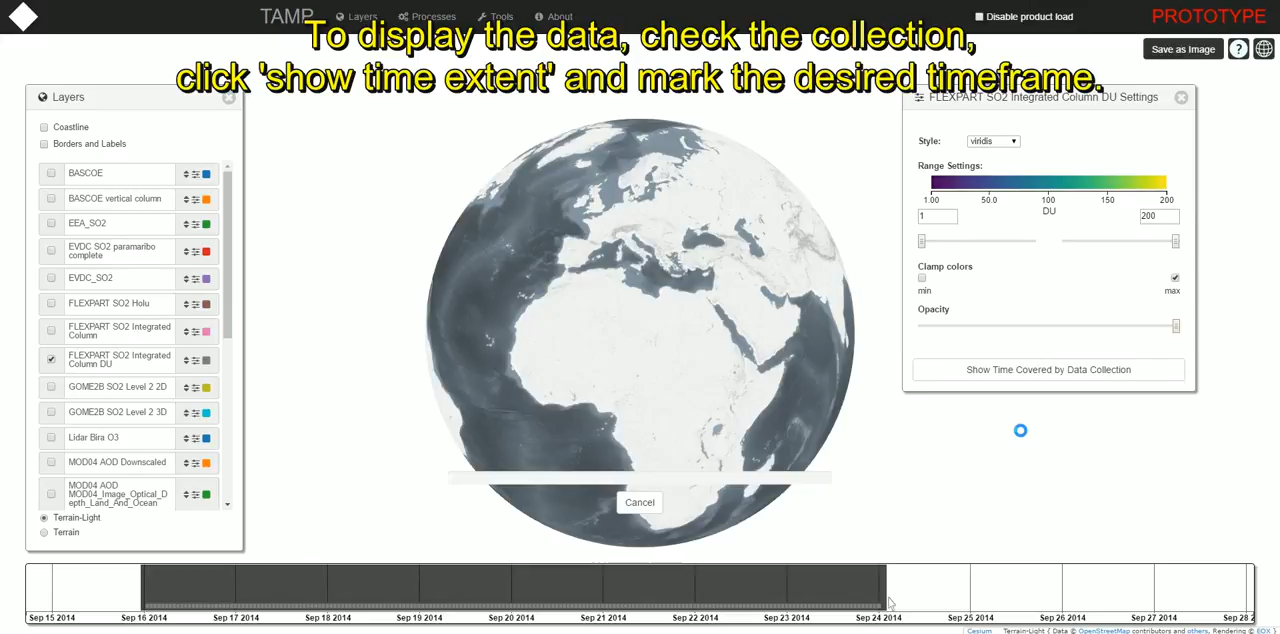 TAMP
Layers
Processes
Tools
About
Disable product load
PROTOTYPE
To display the data, check the collection,
click 'show time extent' and mark the desired timeframe.
Save as Image
?
Layers
Coastline
Borders and Labels
BASCOE
BASCOE vertical column
EEA_SO2
EVDC SO2 paramaribo
complete
EVDC_SO2
FLEXPART SO2 Holu
FLEXPART SO2 Integrated
Column
FLEXPART SO2 Integrated
Column DU
GOME2B SO2 Level 2 2D
GOME2B SO2 Level 2 3D
Lidar Bira O3
MOD04 AOD Downscaled
MOD04 AOD
MOD04_Image_Optical_D
epth_Land_And_Ocean
Terrain-Light
Terrain
FLEXPART SO2 Integrated Column DU Settings
Style:
viridis
Range Settings:
1.00 50.0 100 150 200
DU
1
200
Clamp colors
min
max
Opacity
Show Time Covered by Data Collection
Cancel
Sep 15 2014 Sep 16 2014 Sep 17 2014 Sep 18 2014 Sep 19 2014 Sep 20 2014 Sep 21 2014 Sep 22 2014 Sep 23 2014 Sep 24 2014 Sep 25 2014 Sep 26 2014 Sep 27 2014 Sep 28 2
Cesium Terrain-Light { Data © OpenStreetMap contributors and others, Rendering © EOX }